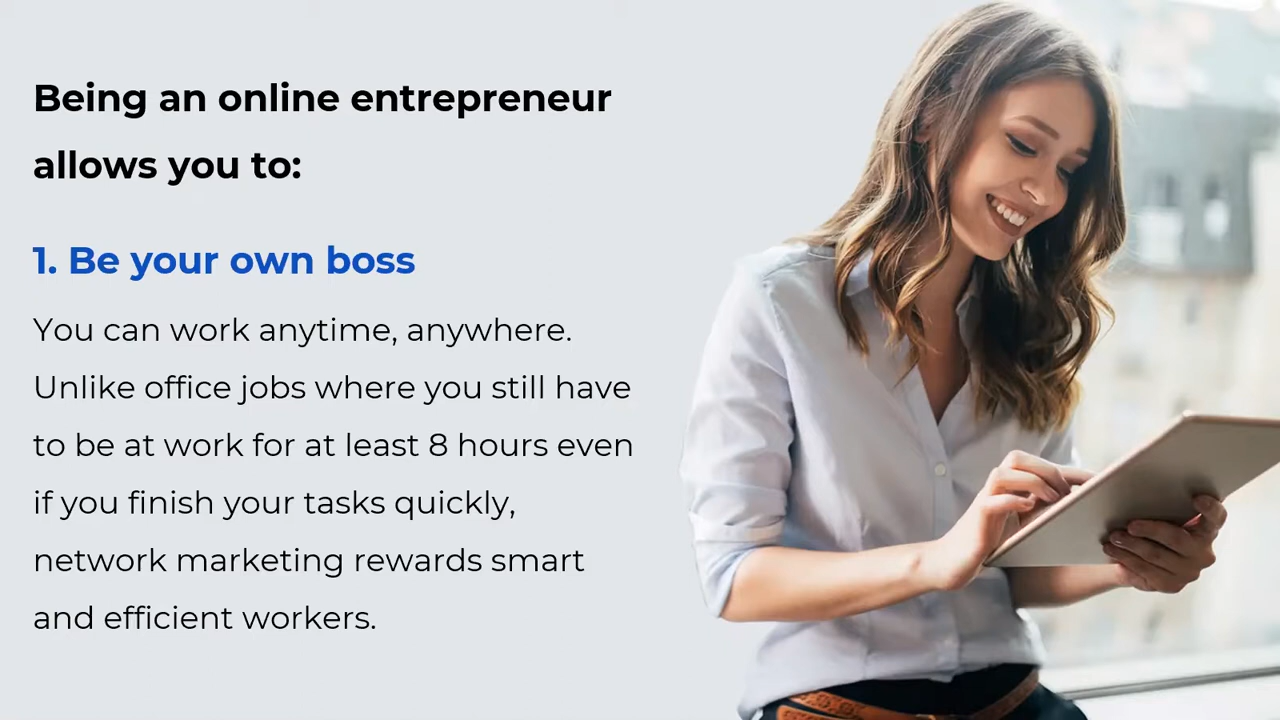 Being an online entrepreneur
allows you to:
1. Be your own boss
You can work anytime, anywhere.
Unlike office jobs where you still have
to be at work for at least 8 hours even
if you finish your tasks quickly,
network marketing rewards smart
and efficient workers.